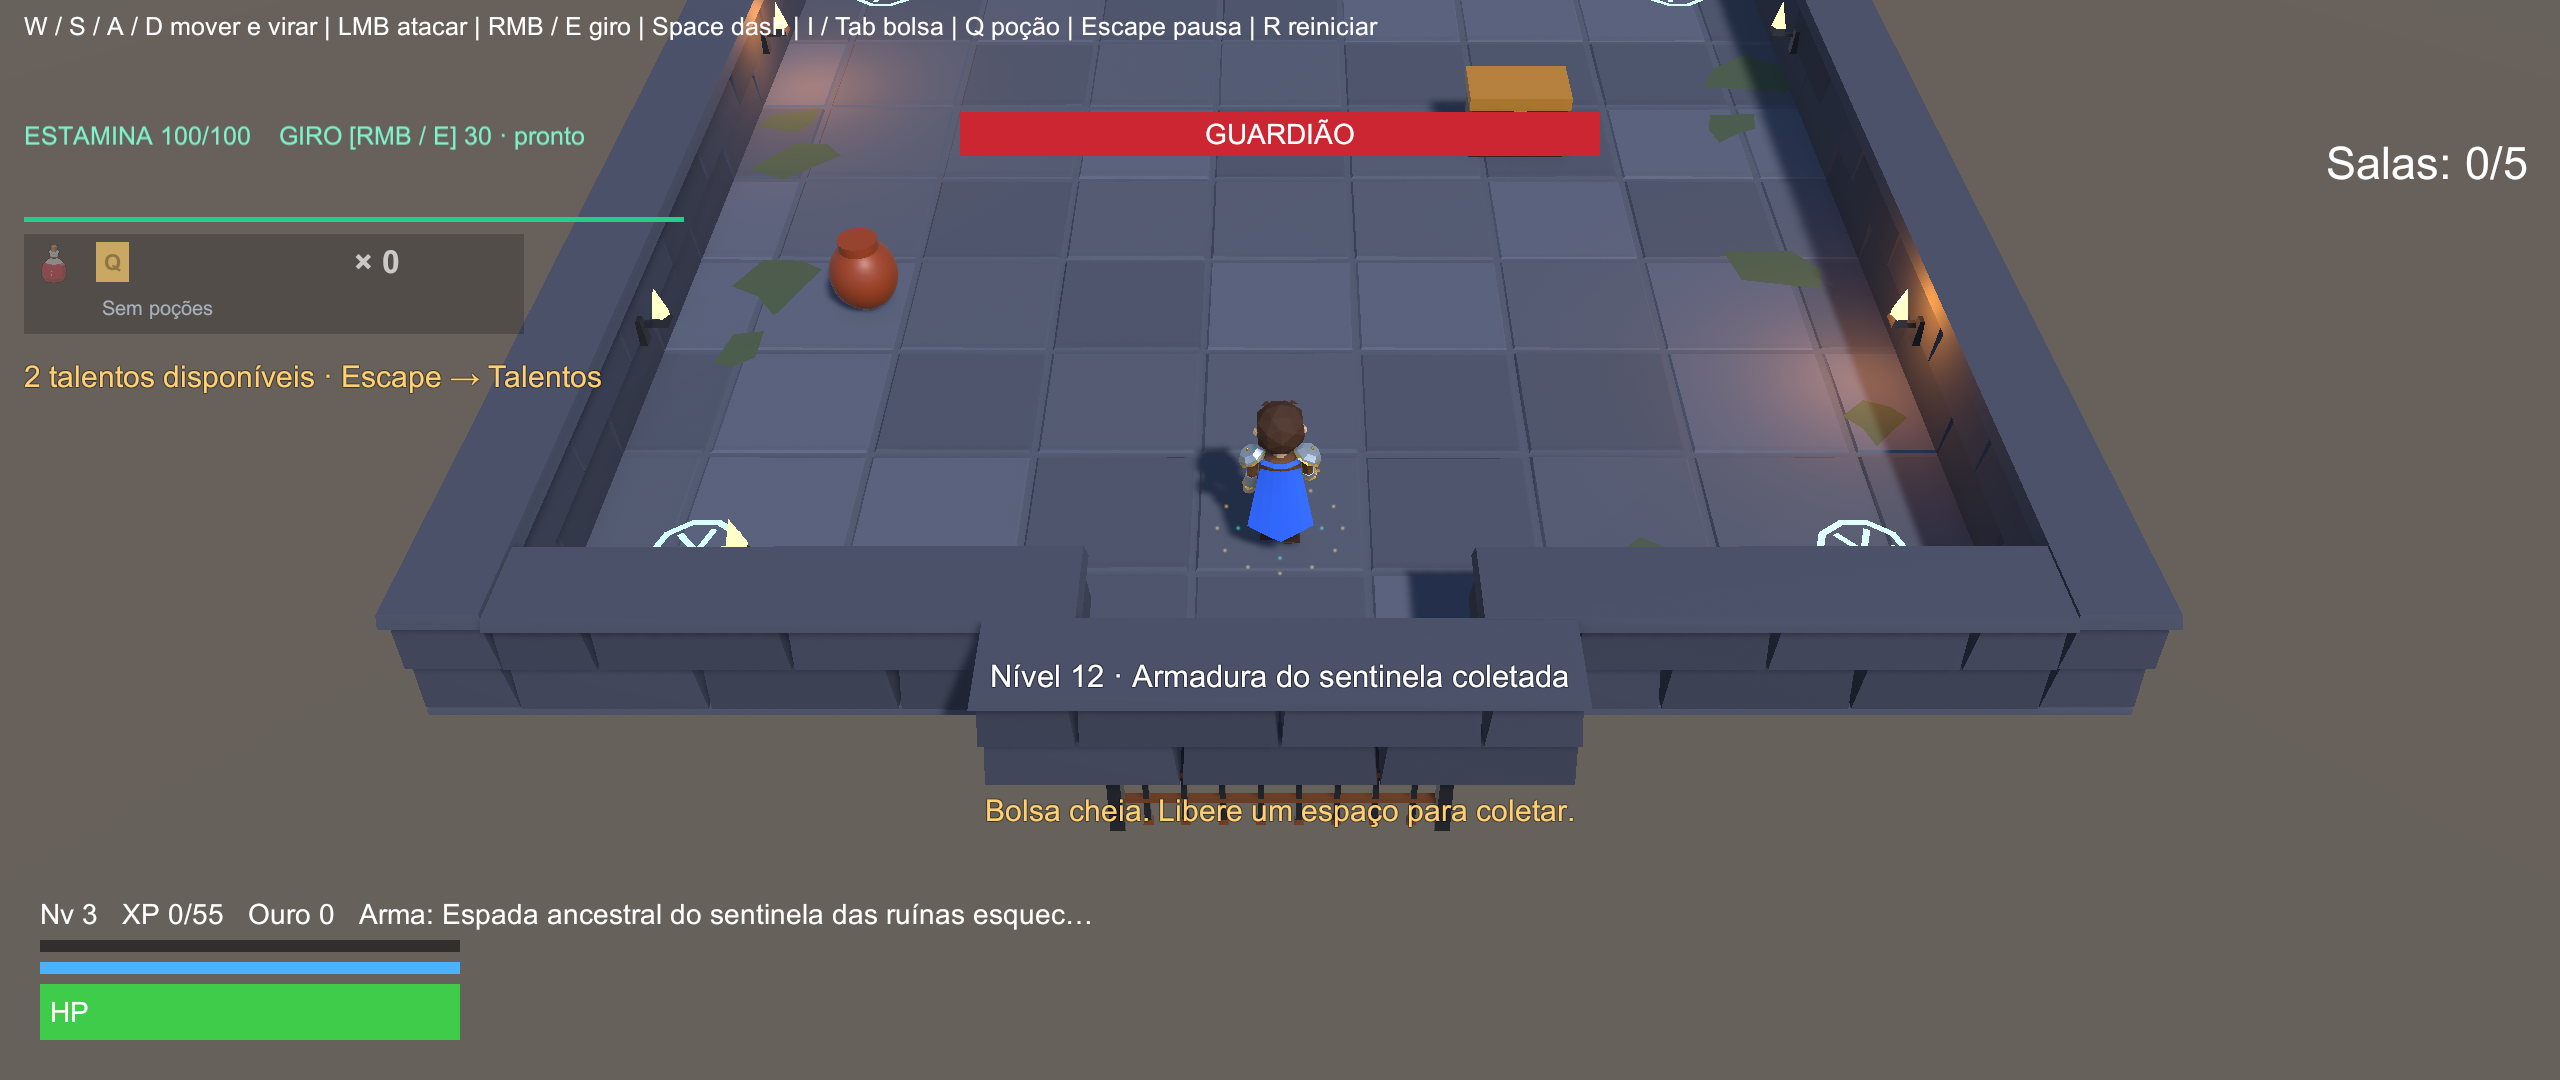 W / S / A / D mover e virar | LMB atacar | RMB / E giro | Space dash | I / Tab bolsa | Q poção | Escape pausa | R reiniciar
GUARDIÃO
ESTAMINA 100/100 GIRO [RMB / E] 30 · pronto
Salas: 0/5
Q × 0
Sem poções
2 talentos disponíveis · Escape → Talentos
Nível 12 · Armadura do sentinela coletada
Bolsa cheia. Libere um espaço para coletar.
Nv 3 XP 0/55 Ouro 0 Arma: Espada ancestral do sentinela das ruínas esquec…
HP